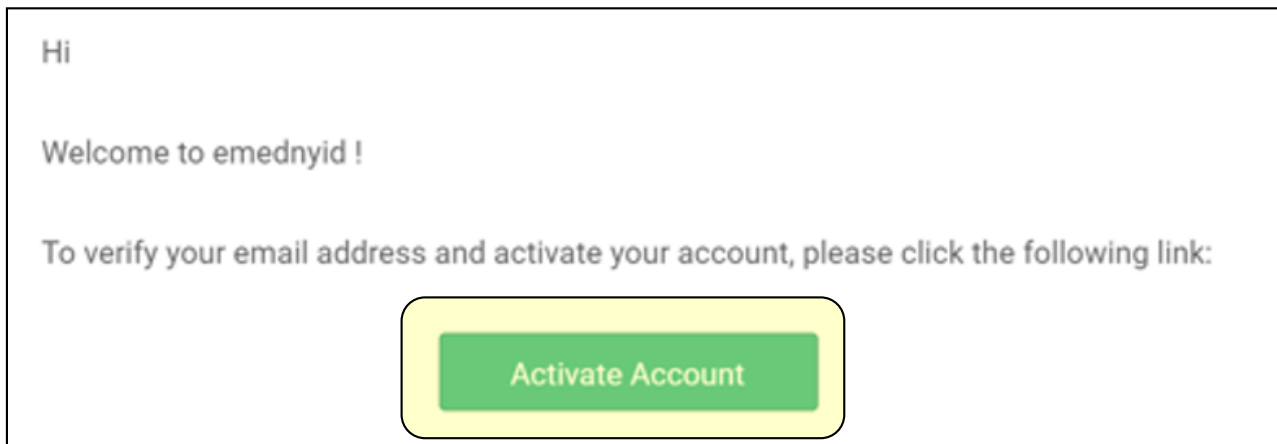 Hi
Welcome to emednyid !
To verify your email address and activate your account, please click the following link:
Activate Account